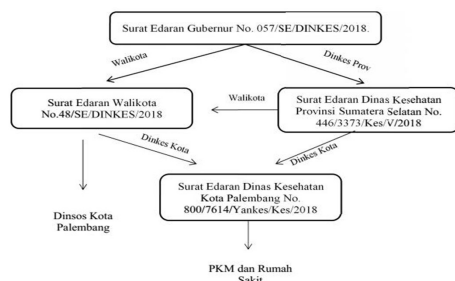 Surat Edaran Gubernur No. 057/SE/DINKES/2018.
Walikota
Dinkes Prov
Surat Edaran Walikota
No.48/SE/DINKES/2018
Walikota
Surat Edaran Dinas Kesehatan
Provinsi Sumatera Selatan No.
446/3373/Kes/V/2018
Dinkes Kota
Dinkes Kota
Surat Edaran Dinas Kesehatan
Kota Palembang No.
800/7614/Yankes/Kes/2018
Dinsos Kota
Palembang
PKM dan Rumah
Sakit